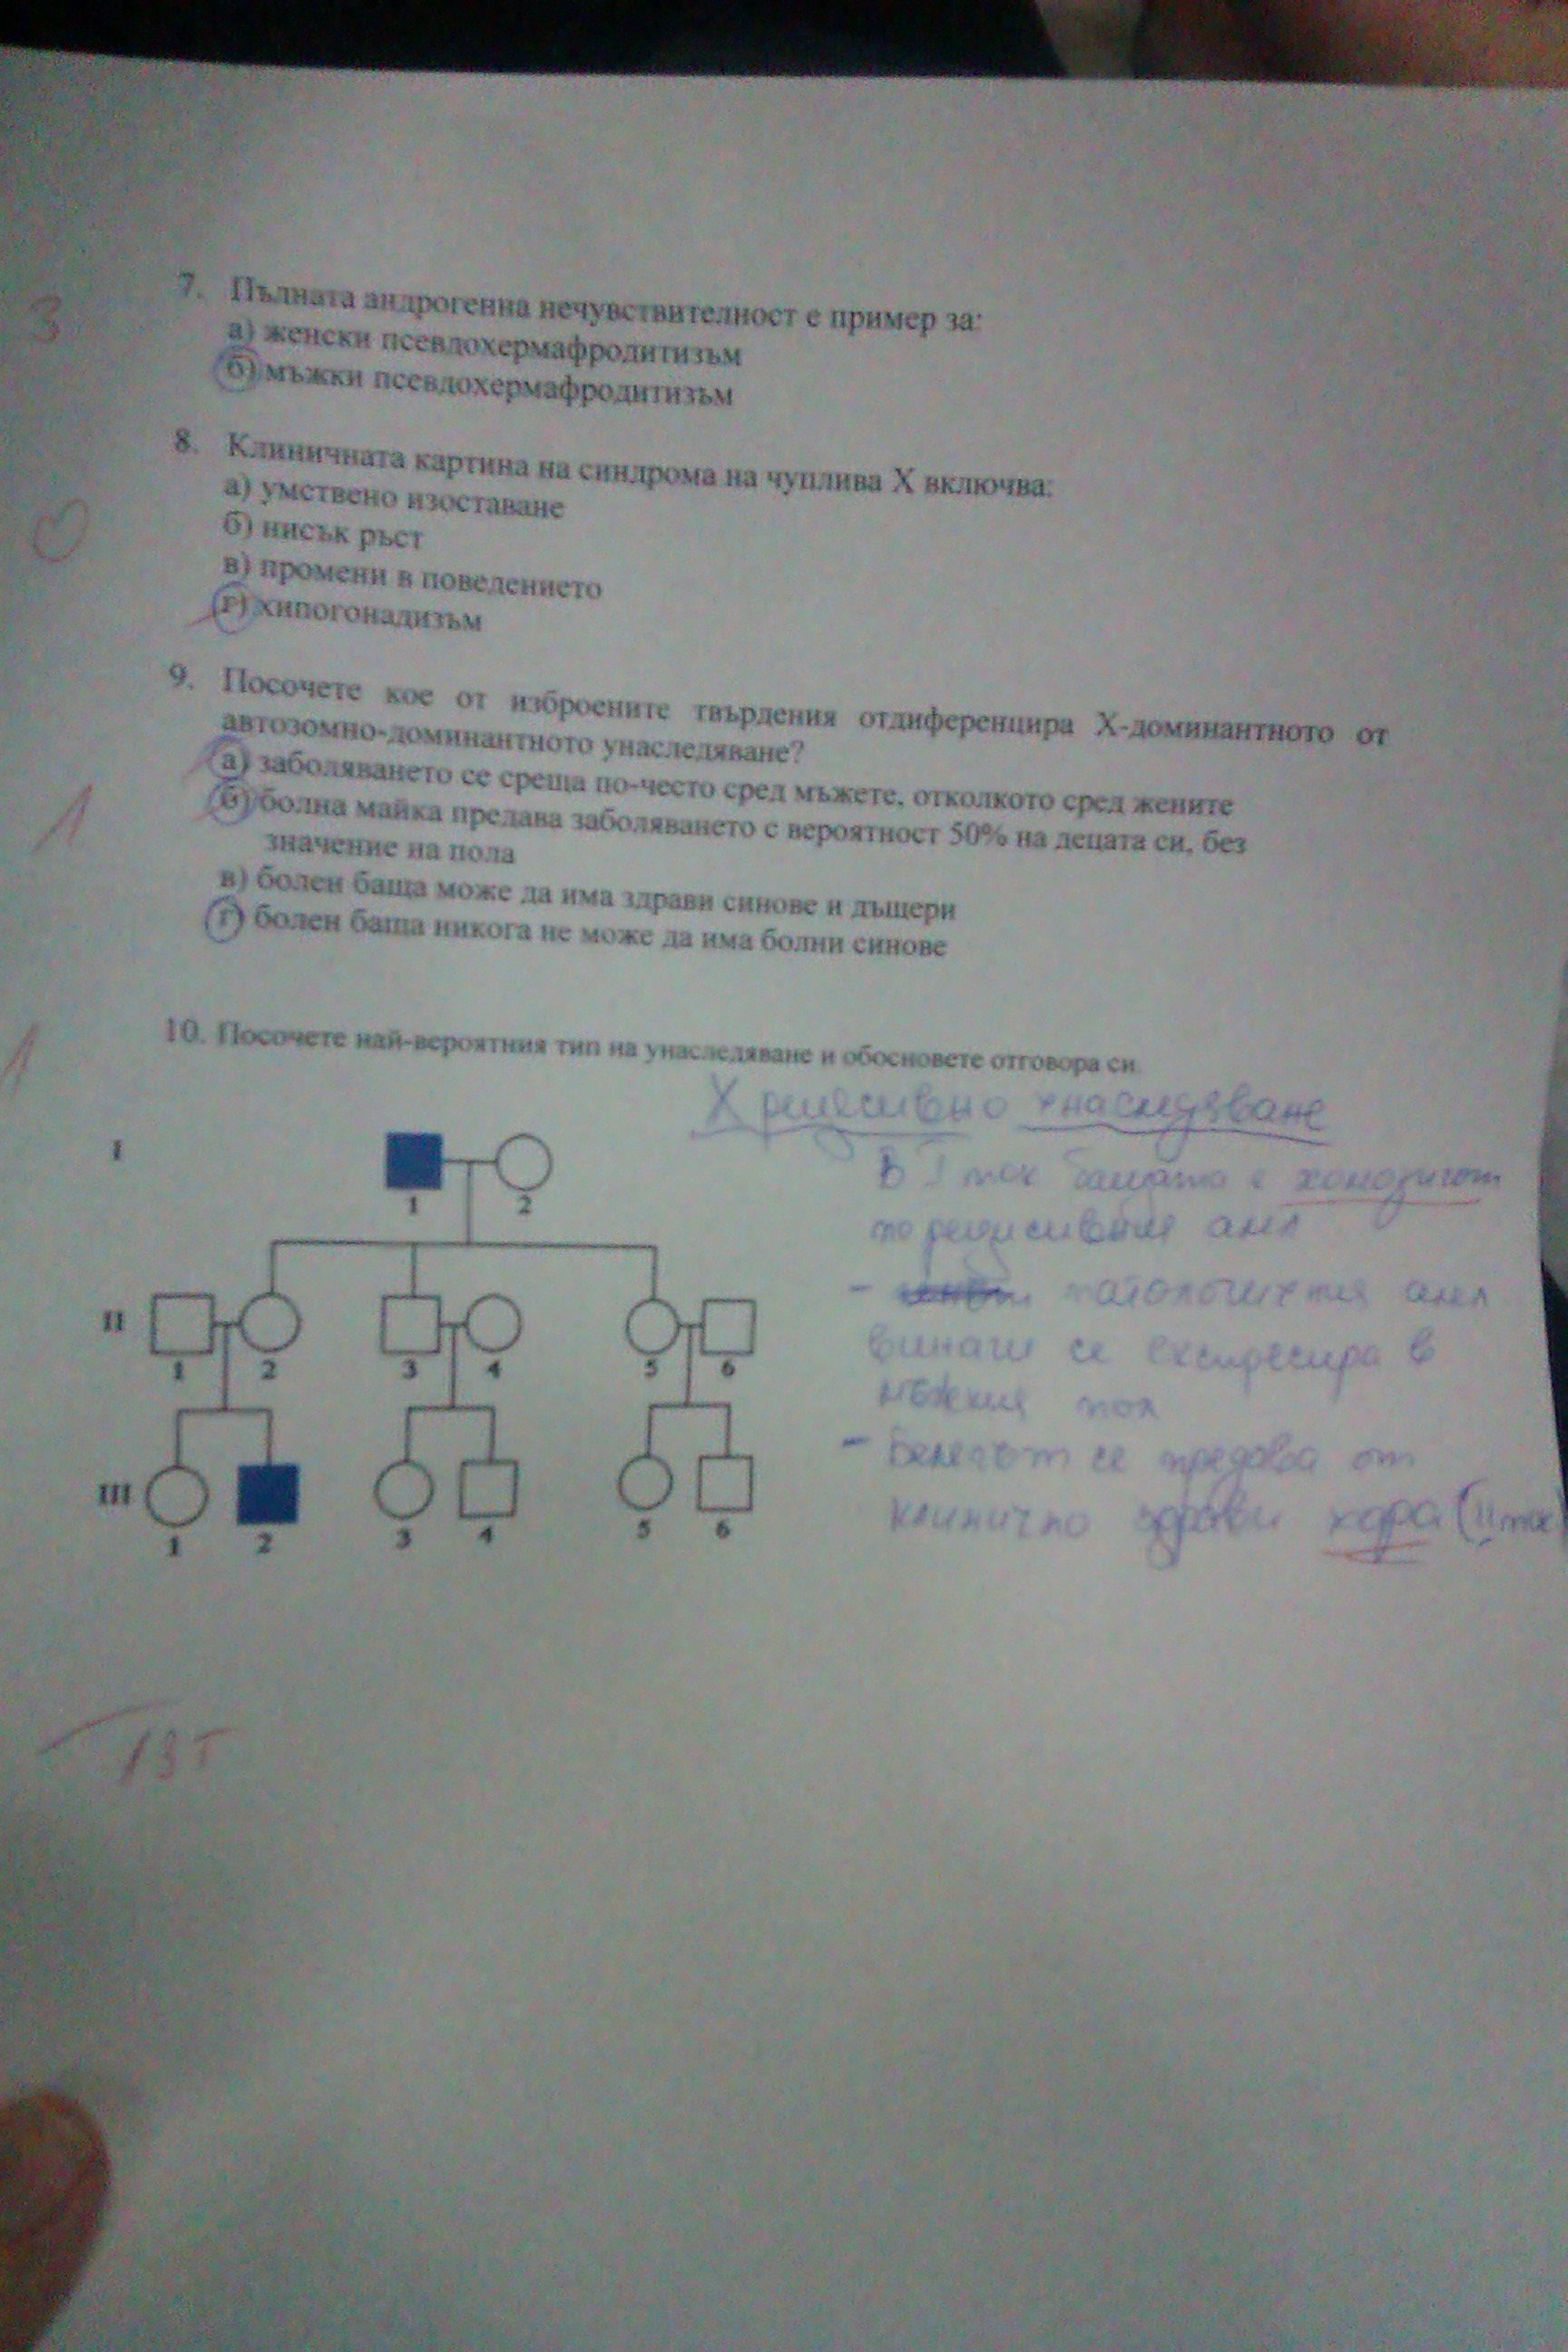 3
7. Пълната андрогенна нечувствителност е пример за:
а) женски псевдохермафродитизъм
б) мъжки псевдохермафродитизъм
8. Клиничната картина на синдрома на чуплива X включва:
а) умствено изоставане
0
б) нисък ръст
в) промени в поведението
г) хипогонадизъм
9. Посочете кое от изброените твърдения отдиференцира X-доминантното от
автозомно-доминантното унаследяване?
а) заболяването се среща по-често сред мъжете, отколкото сред жените
1
б) болна майка предава заболяването с вероятност 50% на децата си, без
значение на пола
в) болен баща може да има здрави синове и дъщери
г) болен баща никога не може да има болни синове
1
10. Посочете най-вероятния тип на унаследяване и обосновете отговора си
X рецесивно унаследяване
I
В I пок бащата е хомозигот
1 2
по рецесивния алел
- патологичния алел
II
винаги се експресира в
1 2 3 4 5 6
мъжкия пол
- Белегът се предава от
III
клинично здрави хора (II пок
1 2 3 4 5 6